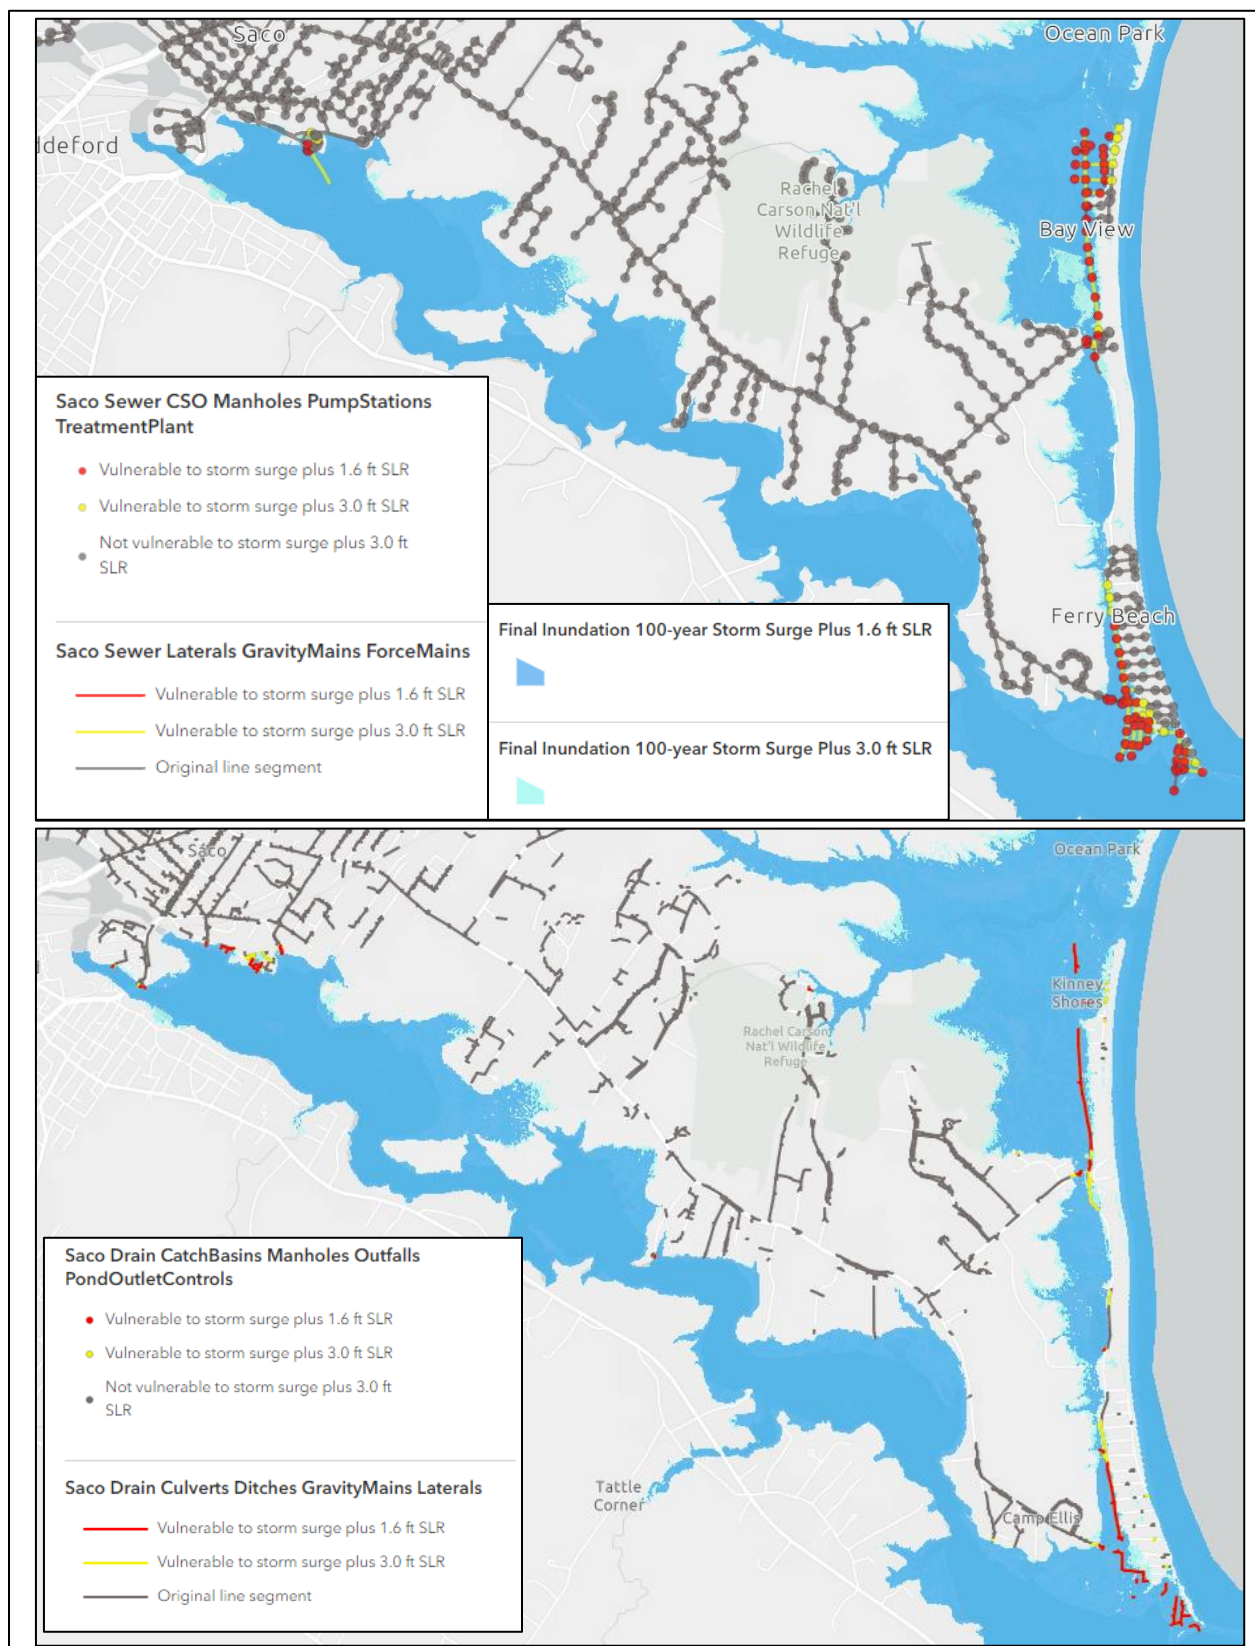 Saco
Ocean Park
ddeford
Rachel
Carson Nat'l
Wildlife
Refuge
Bay View
Saco Sewer CSO Manholes PumpStations
TreatmentPlant
Vulnerable to storm surge plus 1.6 ft SLR
Vulnerable to storm surge plus 3.0 ft SLR
Not vulnerable to storm surge plus 3.0 ft
SLR
Saco Sewer Laterals GravityMains ForceMains
Vulnerable to storm surge plus 1.6 ft SLR
Vulnerable to storm surge plus 3.0 ft SLR
Original line segment
Final Inundation 100-year Storm Surge Plus 1.6 ft SLR
Final Inundation 100-year Storm Surge Plus 3.0 ft SLR
Ferry Beach
Saco
Ocean Park
Kinney
Shores
Rachel Carson
Nat'l Wildlife
Refuge
Saco Drain CatchBasins Manholes Outfalls
PondOutletControls
Vulnerable to storm surge plus 1.6 ft SLR
Vulnerable to storm surge plus 3.0 ft SLR
Not vulnerable to storm surge plus 3.0 ft
SLR
Saco Drain Culverts Ditches GravityMains Laterals
Vulnerable to storm surge plus 1.6 ft SLR
Vulnerable to storm surge plus 3.0 ft SLR
Original line segment
Tattle
Corner
Camp Ellis